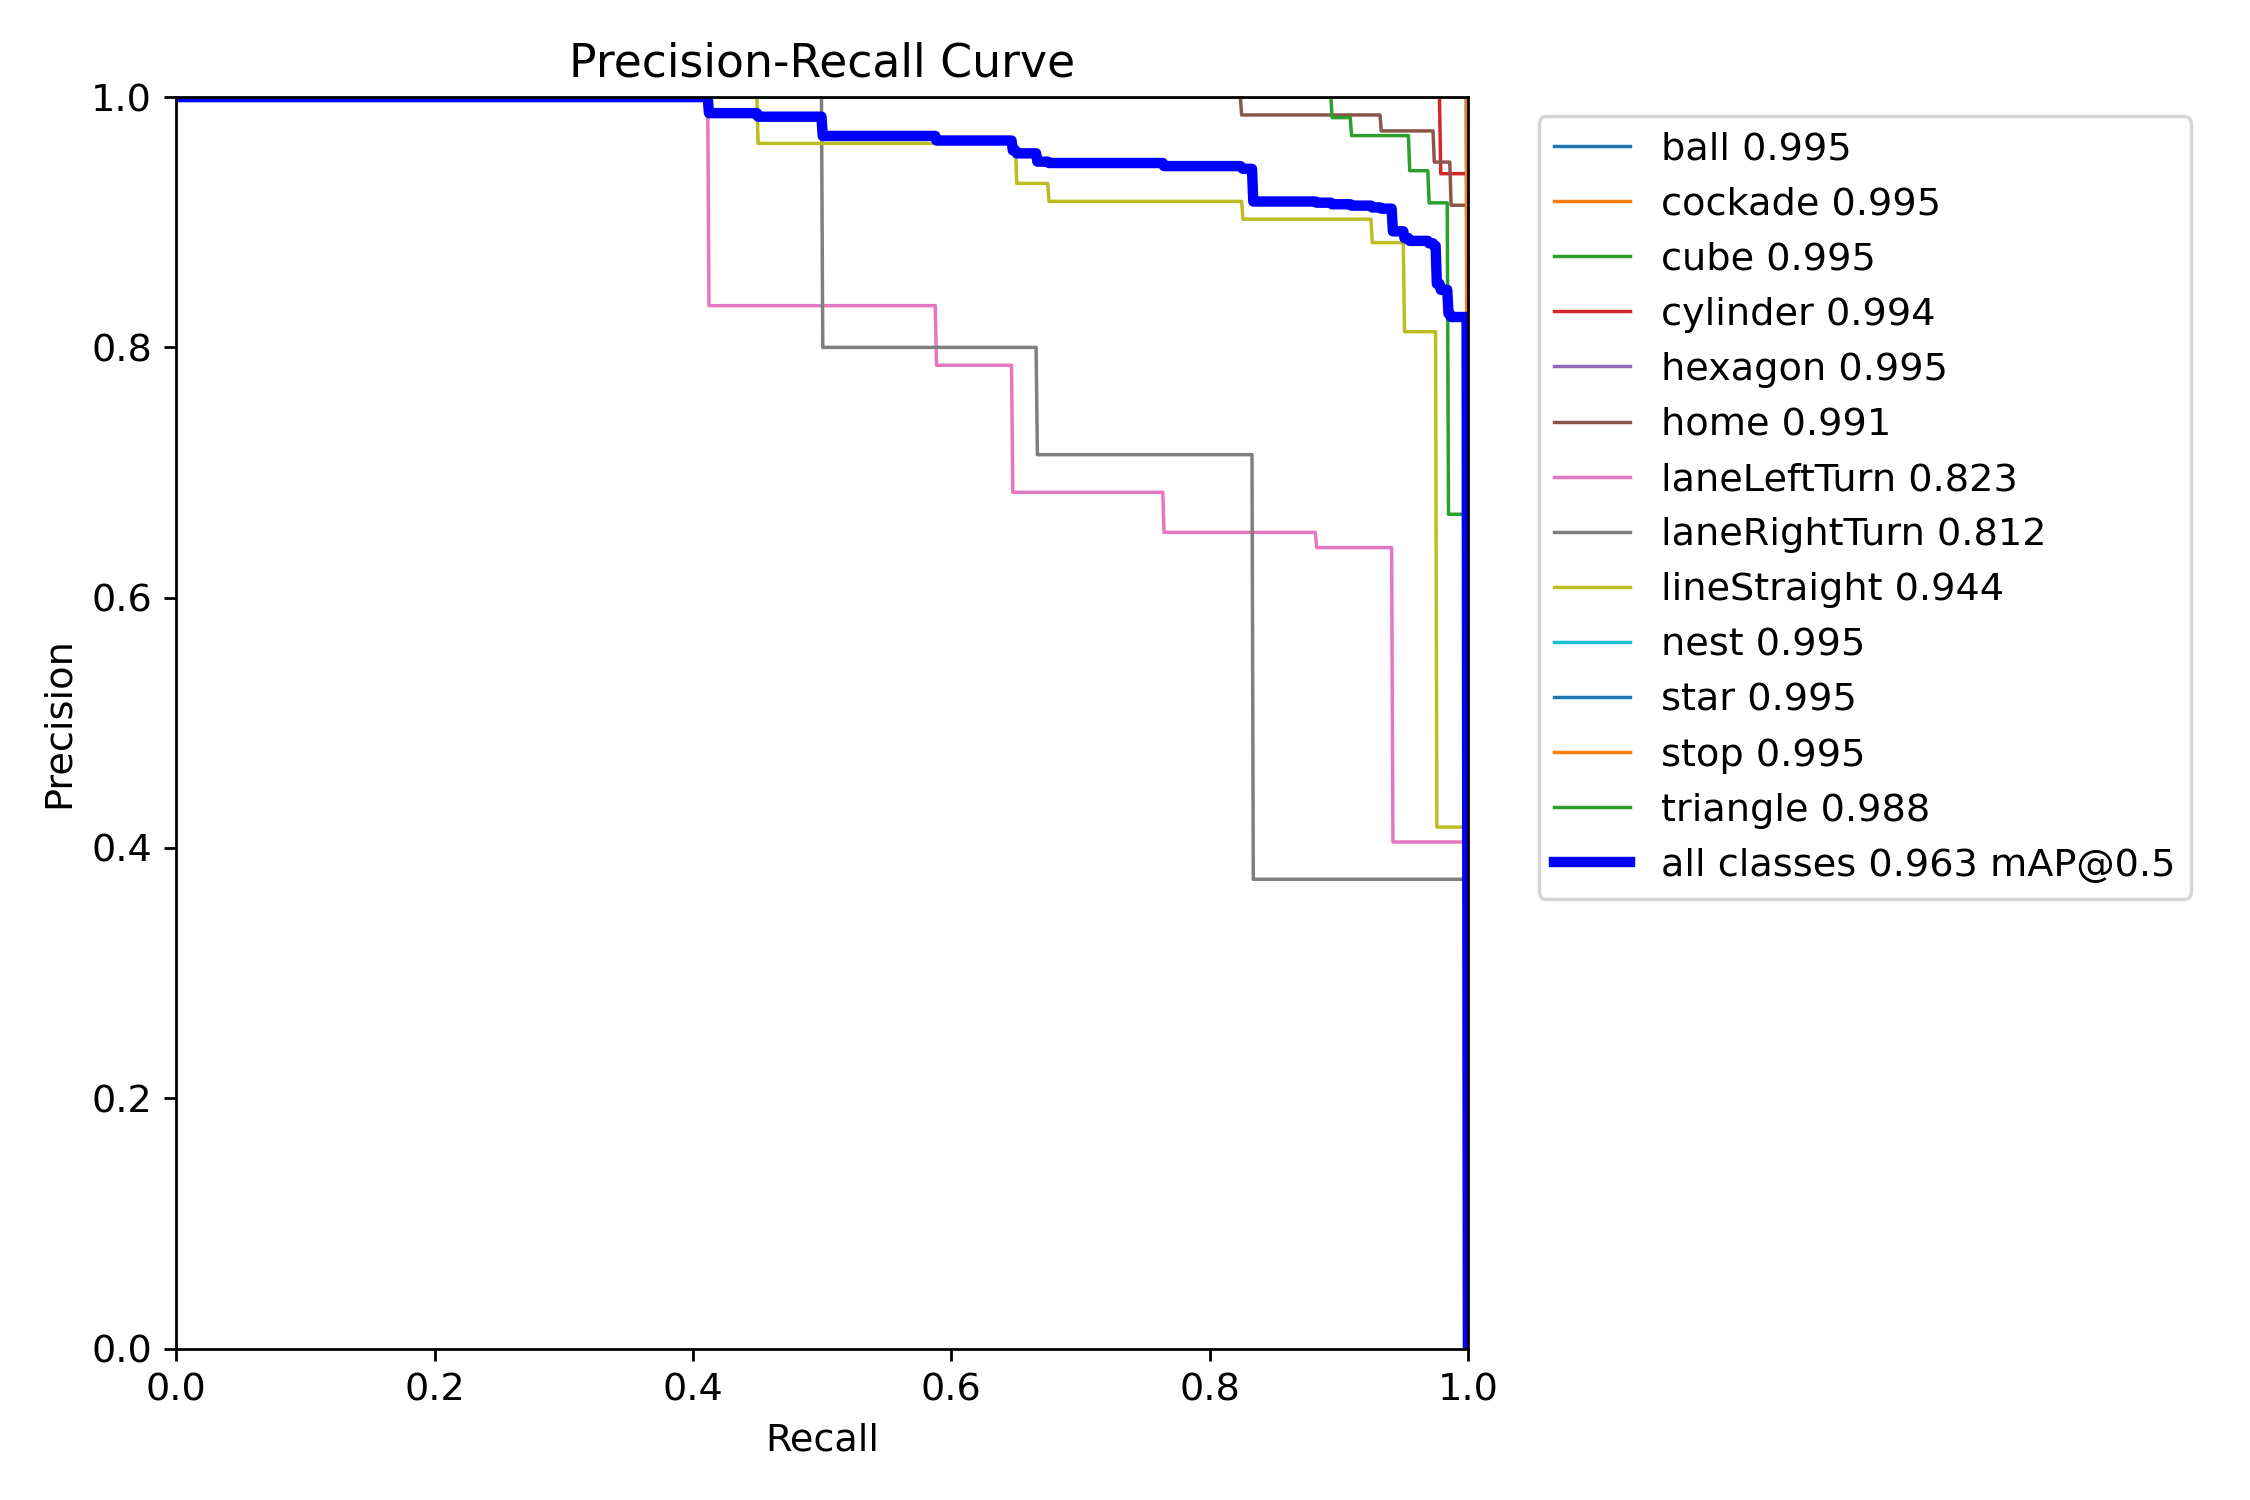 Precision-Recall Curve
1.0
0.8
0.6
0.4
0.2
0.0
Precision
0.0 0.2 0.4 0.6 0.8 1.0
Recall
ball 0.995
cockade 0.995
cube 0.995
cylinder 0.994
hexagon 0.995
home 0.991
laneLeftTurn 0.823
laneRightTurn 0.812
lineStraight 0.944
nest 0.995
star 0.995
stop 0.995
triangle 0.988
all classes 0.963 mAP@0.5